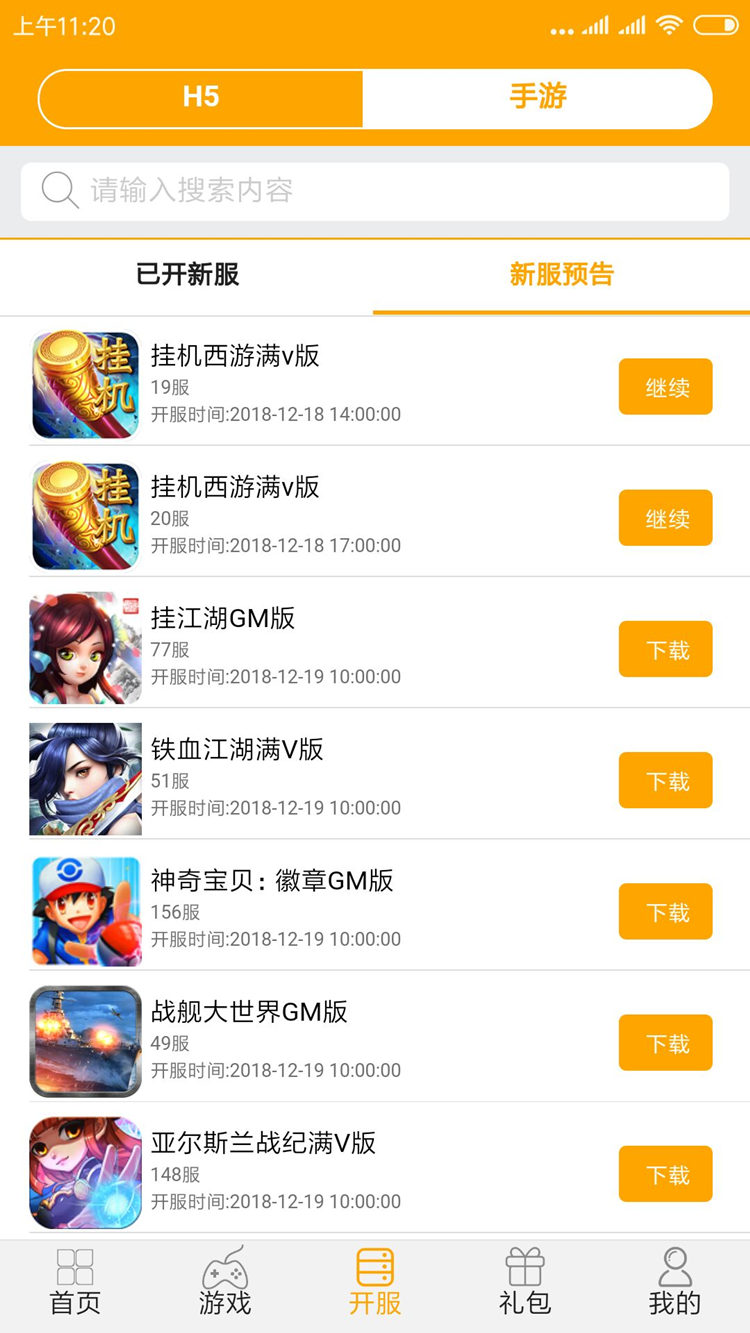 上午11:20
H5
手游
请输入搜索内容
已开新服
新服预告
挂机
挂机西游满v版
19服
开服时间:2018-12-18 14:00:00
继续
挂机
挂机西游满v版
20服
开服时间:2018-12-18 17:00:00
继续
挂江湖GM版
77服
开服时间:2018-12-19 10:00:00
下载
铁血江湖满V版
51服
开服时间:2018-12-19 10:00:00
下载
神奇宝贝：徽章GM版
156服
开服时间:2018-12-19 10:00:00
下载
战舰大世界GM版
49服
开服时间:2018-12-19 10:00:00
下载
亚尔斯兰战纪满V版
148服
开服时间:2018-12-19 10:00:00
下载
首页
游戏
开服
礼包
我的